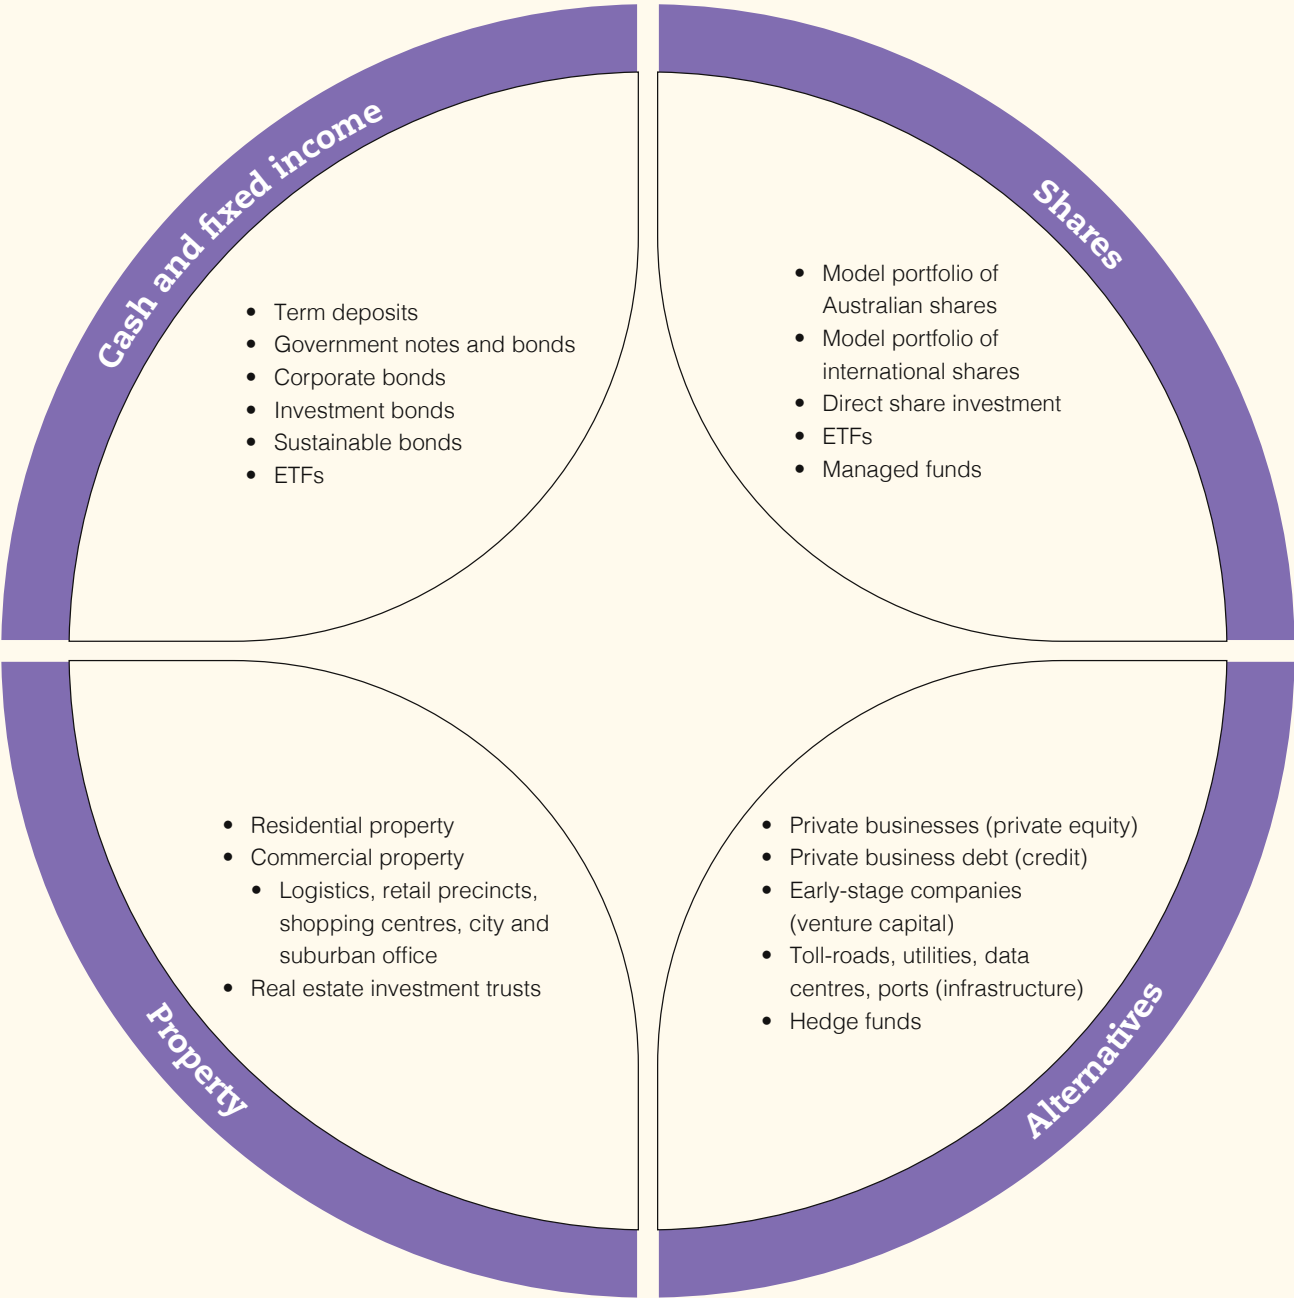 Cash and fixed income
• Term deposits
• Government notes and bonds
• Corporate bonds
• Investment bonds
• Sustainable bonds
• ETFs
Shares
• Model portfolio of
Australian shares
• Model portfolio of
international shares
• Direct share investment
• ETFs
• Managed funds
Property
• Residential property
• Commercial property
• Logistics, retail precincts,
shopping centres, city and
suburban office
• Real estate investment trusts
Alternatives
• Private businesses (private equity)
• Private business debt (credit)
• Early-stage companies
(venture capital)
• Toll-roads, utilities, data
centres, ports (infrastructure)
• Hedge funds